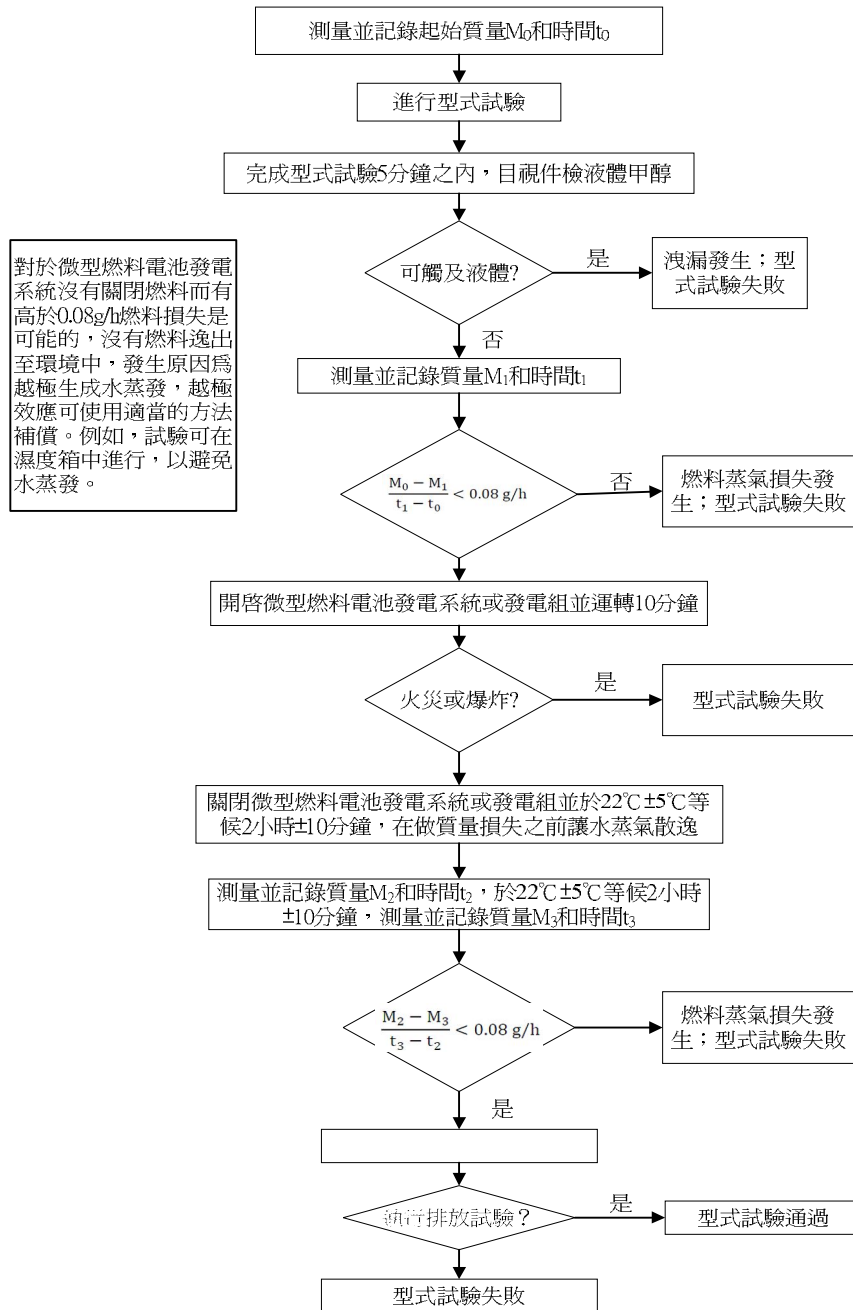 測量並記錄起始質量M₀和時間t₀
進行型式試驗
完成型式試驗5分鐘之內，目視件檢液體甲醇
對於微型燃料電池發電
系統沒有關閉燃料而有
高於0.08g/h燃料損失是
可能的，沒有燃料逸出
至環境中，發生原因為
越極生成水蒸發，越極
效應可使用適當的方法
補償。例如，試驗可在
濕度箱中進行，以避免
水蒸發。
可觸及液体?
是
洩漏發生；型
式試驗失敗
否
測量並記錄質量M₁和時間t₁
(M₀ − M₁)/(t₁ − t₀) < 0.08 g/h
否
燃料蒸氣損失發
生；型式試驗失敗
開啓微型燃料電池發電系統或發電組並運轉10分鐘
火災或爆炸?
是
型式試驗失敗
關閉微型燃料電池發電系統或發電組並於22℃±5℃等
候2小時±10分鐘，在做質量損失之前讓水蒸氣散逸
測量並記錄質量M₂和時間t₂，於22℃±5℃等候2小時
±10分鐘，測量並記錄質量M₃和時間t₃
(M₂ − M₃)/(t₃ − t₂) < 0.08 g/h
燃料蒸氣損失發
生；型式試驗失敗
是
執行排放試驗？
是
型式試驗通過
型式試驗失敗